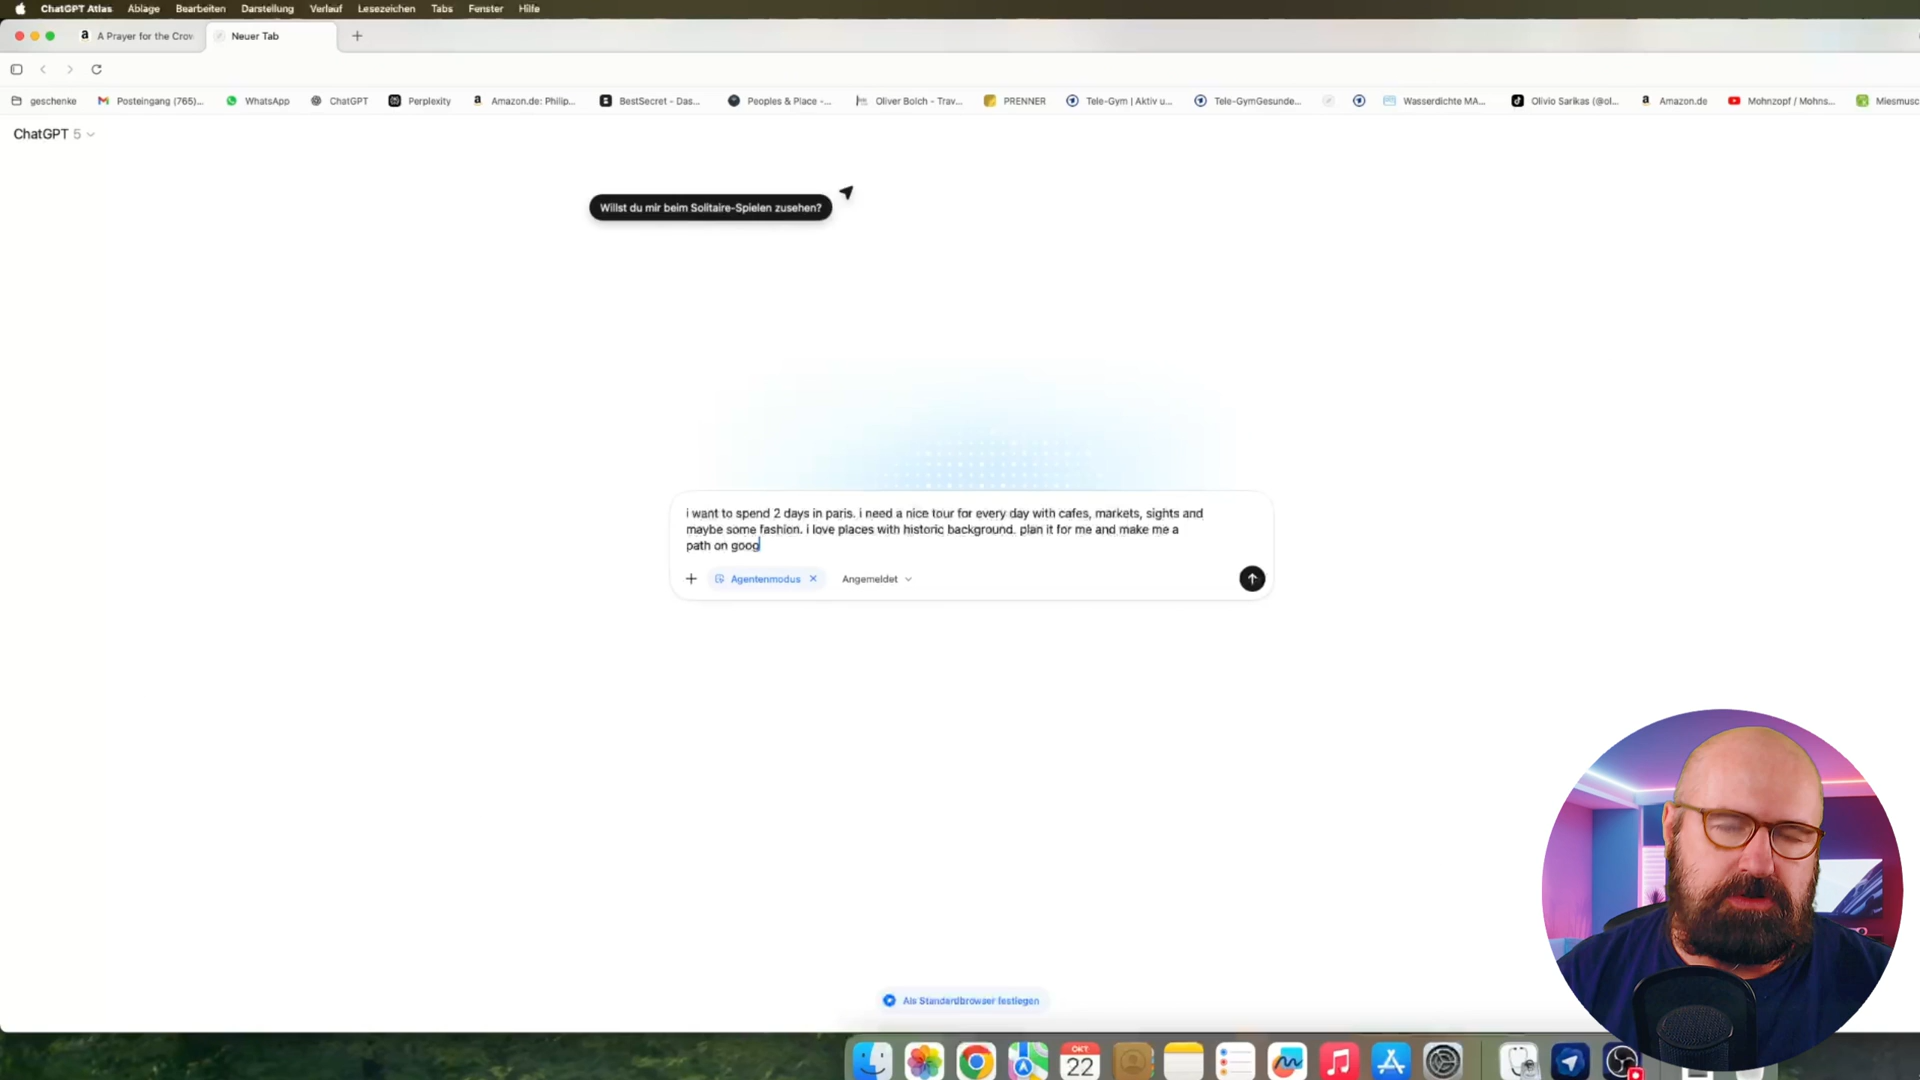 ChatGPT Atlas Ablage Bearbeiten Darstellung Verlauf Lesezeichen Tabs Fenster Hilfe
a A Prayer for the Crow Neuer Tab
geschenke Posteingang (765)... WhatsApp ChatGPT Perplexity Amazon.de: Philip... BestSecret - Das... Peoples & Place -... Oliver Bolch - Trav... PRENNER Tele-Gym | Aktiv u... Tele-GymGesunde... Wasserdichte MA... Olivio Sarikas (@ol... Amazon.de Mohnzopf / Mohns... Miesmusc
ChatGPT 5
Willst du mir beim Solitaire-Spielen zusehen?
i want to spend 2 days in paris. i need a nice tour for every day with cafes, markets, sights and
maybe some fashion. i love places with historic background. plan it for me and make me a
path on goog
Agentenmodus Angemeldet
Als Standardbrowser festlegen
OKT
22